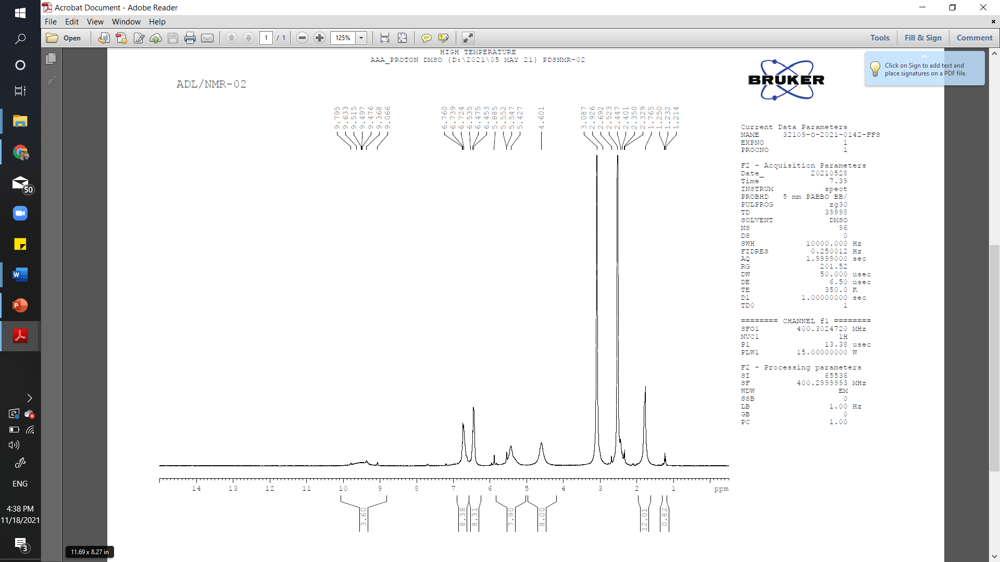 Acrobat Document - Adobe Reader
File Edit View Window Help
Open 1 / 1 125% Tools Fill & Sign Comment
HIGH TEMPERATURE
AAA_PROTON DMSO {D:\2021\05 MAY 21} PDSNMR-02
ADL/NMR-02
BRUKER
Click on Sign to add text and
place signatures on a PDF file.
9.795 9.633 9.515 9.497 9.476 9.368 9.066 6.760 6.739 6.724 6.535 6.475 6.453 5.885 5.552 5.547 5.427 4.601 3.087 2.926 2.692 2.523 2.447 2.401 2.350 2.329 1.765 1.250 1.232 1.214
Current Data Parameters
NAME 32109-O-2021-0142-FFS
EXPNO 1
PROCNO 1
F2 - Acquisition Parameters
Date_ 20210528
Time 7.39
INSTRUM spect
PROBHD 5 mm PABBO BB/
PULPROG zg30
TD 39998
SOLVENT DMSO
NS 96
DS 0
SWH 10000.000 Hz
FIDRES 0.250012 Hz
AQ 1.9999000 sec
RG 201.52
DW 50.000 usec
DE 6.50 usec
TE 350.0 K
D1 1.00000000 sec
TD0 1
======== CHANNEL f1 ========
SFO1 400.3024720 MHz
NUC1 1H
P1 13.38 usec
PLW1 15.00000000 W
F2 - Processing parameters
SI 65536
SF 400.2999993 MHz
WDW EM
SSB 0
LB 1.00 Hz
GB 0
PC 1.00
14 13 12 11 10 9 8 7 6 5 4 3 2 1 ppm
3.60 8.38 8.31 7.90 8.00 12.01 0.82
11.69 x 8.27 in
50
ENG
4:38 PM
11/18/2021
3